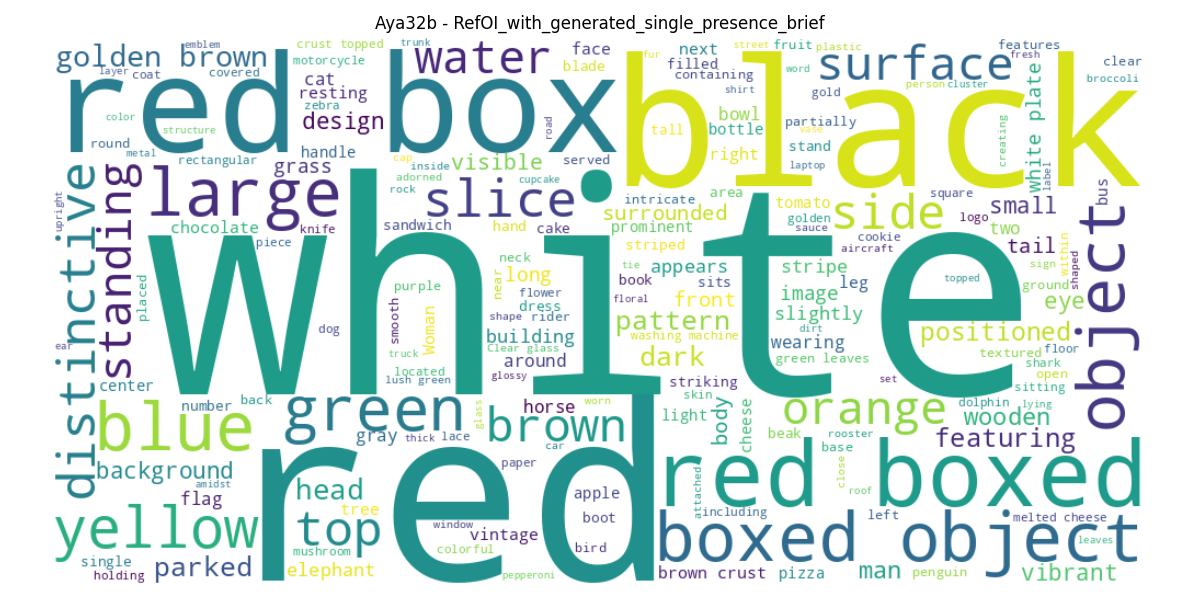 Aya32b - RefOI_with_generated_single_presence_brief
golden brown
emblem
crust topped
trunk
water
face
next
street
fruit
plastic
features
layer
coat
covered
motorcycle
blade
filled
containing
word
surface
fresh
clear
red box
black
cat
resting
fur
shirt
gold
person
cluster
broccoli
zebra
color
design
structure
road
tall
bowl
bottle
vase
partially
creating
white plate
label
round
metal
rectangular
handle
grass
cap
visible
served
right
stand
laptop
inside
adorned
rock
cupcake
upright
distinctive
standing
large
slice
intricate
area
tomato
side
square
small
bus
chocolate
knife
piece
sandwich
hand
cake
surrounded
prominent
golden
sauce
cookie
aircraft
logo
two
tail
within
shaped
object
placed
white
neck
near
long
striped
tie
appears
stripe
topped
sign
ground
eye
purple
flower
dress
book
sits
front
image
leg
dog
smooth
Woman
shape
rider
floral
pattern
slightly
dirt
positioned
building
washing machine
wearing
ear
truck
Clear glass
around
dark
green leaves
textured
floor
shark
open
center
located
lush green
glossy
striking
skin
set
sitting
blue
number
back
green
glass
worn
horse
light
body
cheese
orange
dolphin
lying
wooden
gray
thick
lace
brown
car
beak
rooster
base
featuring
background
amidst
flag
head
red
paper
red boxed
attached
close
roof
yellow
top
tree
window
vintage
apple
boot
boxed object
including
left
melted cheese
leaves
single
holding
parked
mushroom
elephant
colorful
pepperoni
bird
brown crust
pizza
man
penguin
vibrant